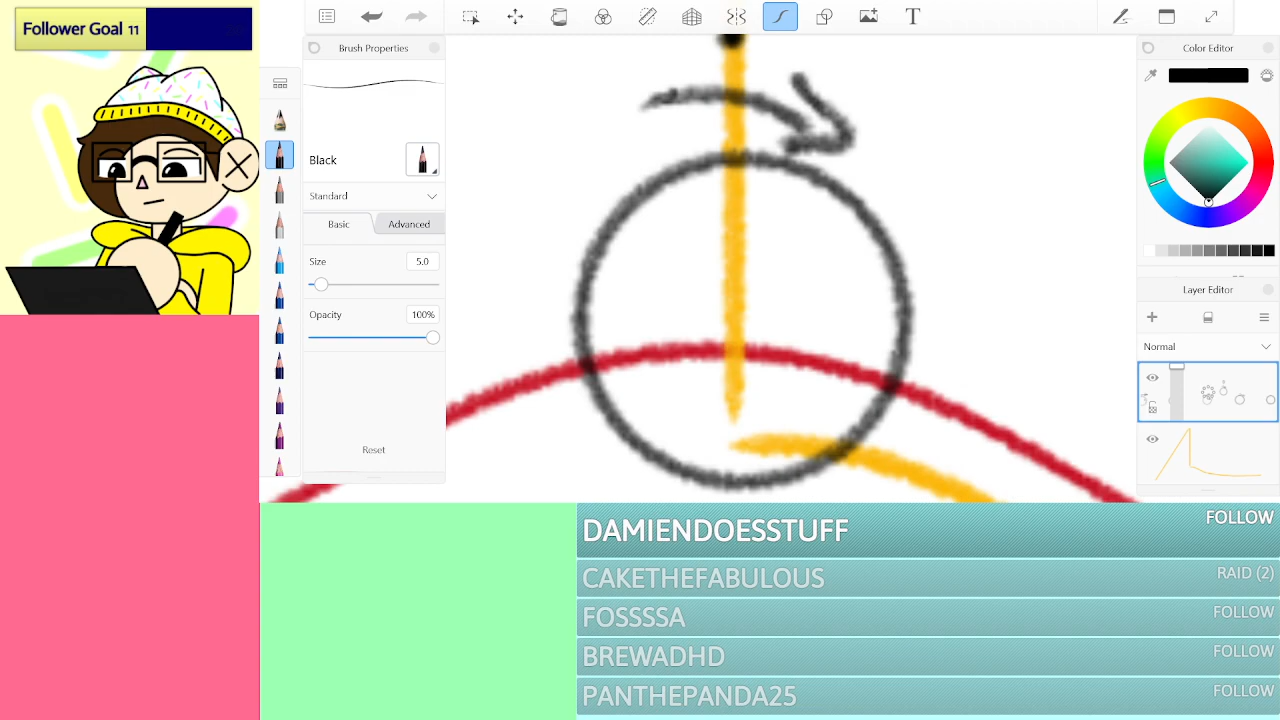 Follower Goal 11
T
Brush Properties
Black
Standard
Basic
Advanced
Size
5.0
Opacity
100%
Reset
Color Editor
Layer Editor
Normal
DAMIENDOESSTUFF
FOLLOW
CAKETHEFABULOUS
RAID (2)
FOSSSSA
FOLLOW
BREWADHD
FOLLOW
PANTHEPANDA25
FOLLOW